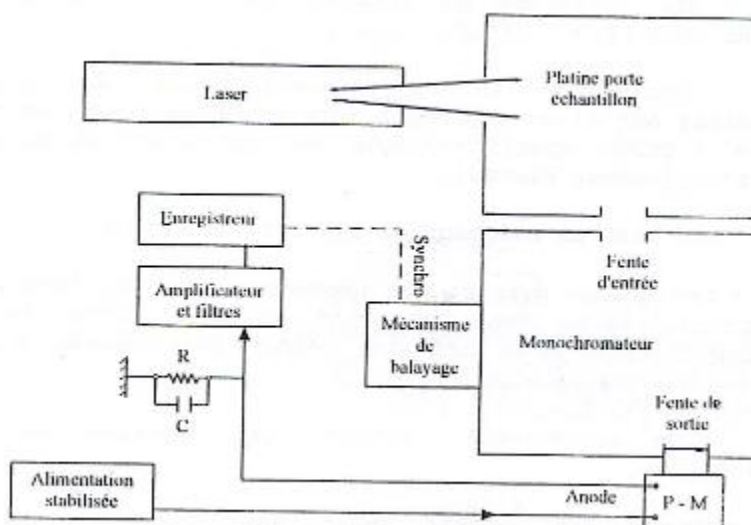 Laser
Platine porte
echantillon
Enregistreur
Synchro
Fente
d'entrée
Amplificateur
et filtres
Mécanisme
de
balayage
Monochromateur
R
C
Fente de
sortie
Alimentation
stabilisée
Anode
P - M